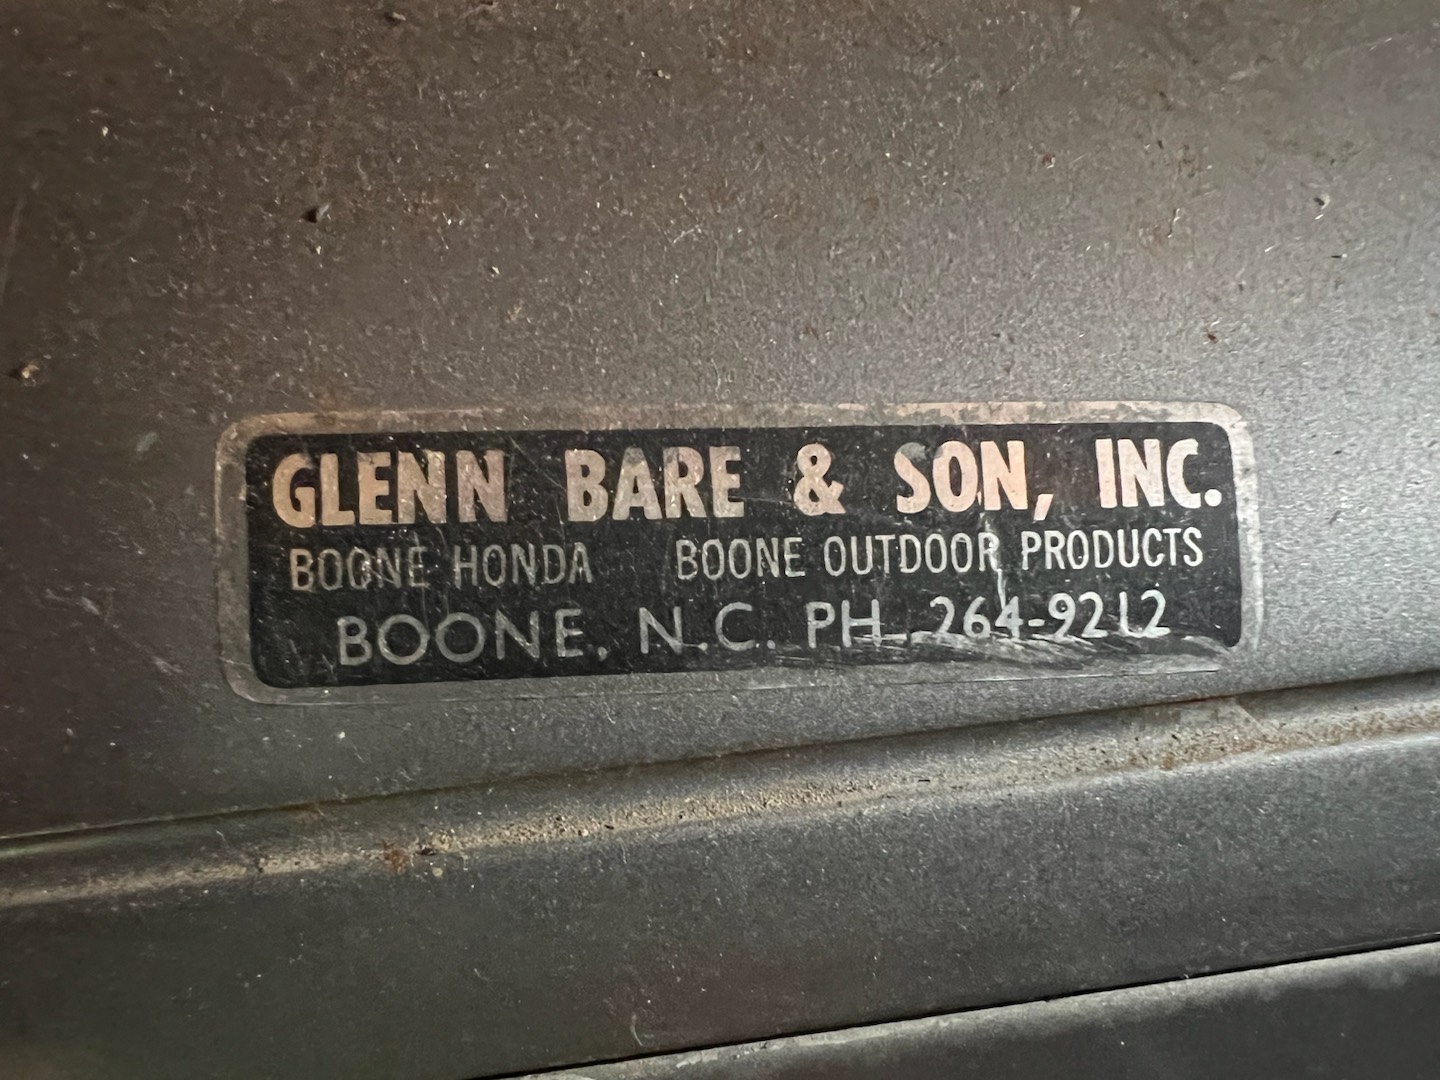 GLENN BARE & SON, INC.
BOONE HONDA BOONE OUTDOOR PRODUCTS
BOONE, N.C. PH. 264-9212